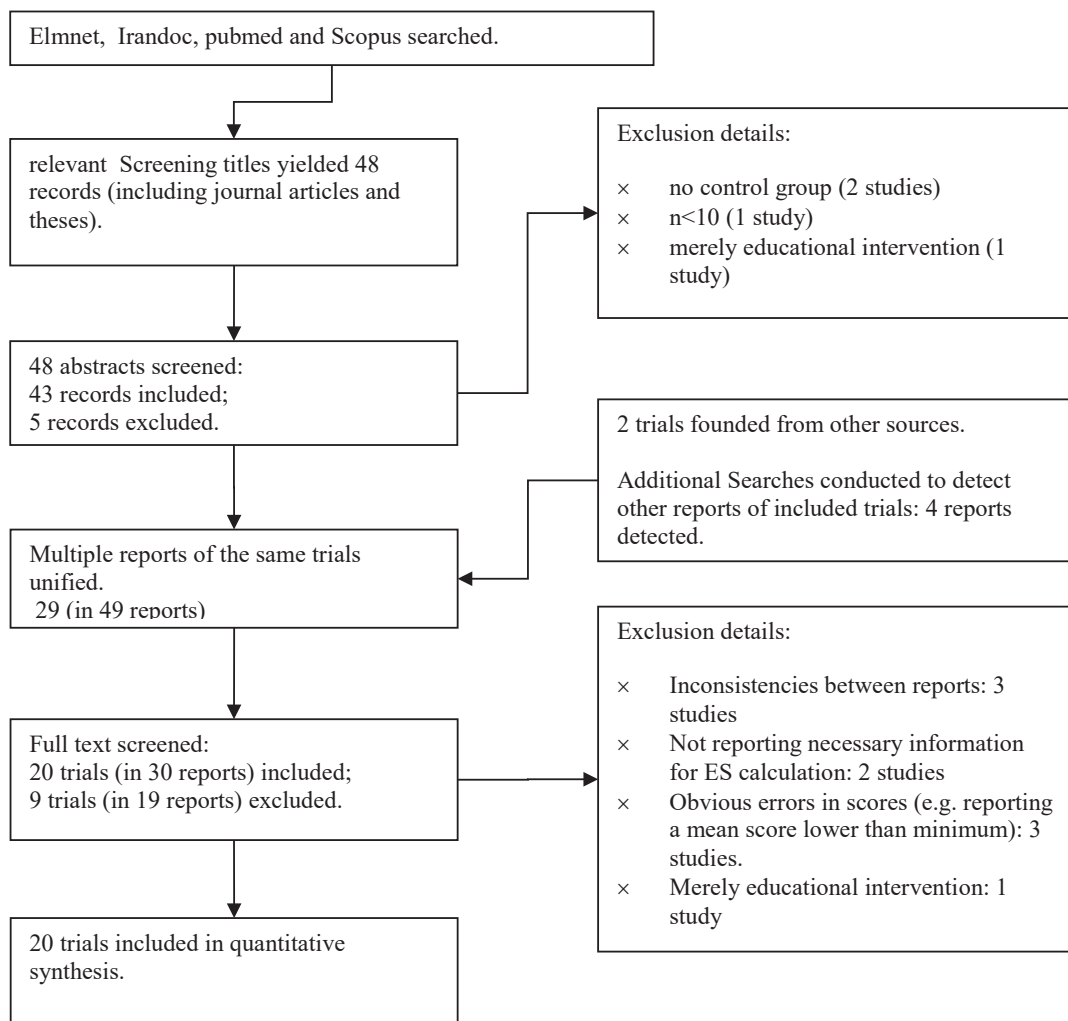 Elmnet, Irandoc, pubmed and Scopus searched.
relevant Screening titles yielded 48
records (including journal articles and
theses).
Exclusion details:
× no control group (2 studies)
× n<10 (1 study)
× merely educational intervention (1
study)
48 abstracts screened:
43 records included;
5 records excluded.
2 trials founded from other sources.
Additional Searches conducted to detect
other reports of included trials: 4 reports
detected.
Multiple reports of the same trials
unified.
29 (in 49 reports)
Exclusion details:
× Inconsistencies between reports: 3
studies
× Not reporting necessary information
for ES calculation: 2 studies
× Obvious errors in scores (e.g. reporting
a mean score lower than minimum): 3
studies.
× Merely educational intervention: 1
study
Full text screened:
20 trials (in 30 reports) included;
9 trials (in 19 reports) excluded.
20 trials included in quantitative
synthesis.